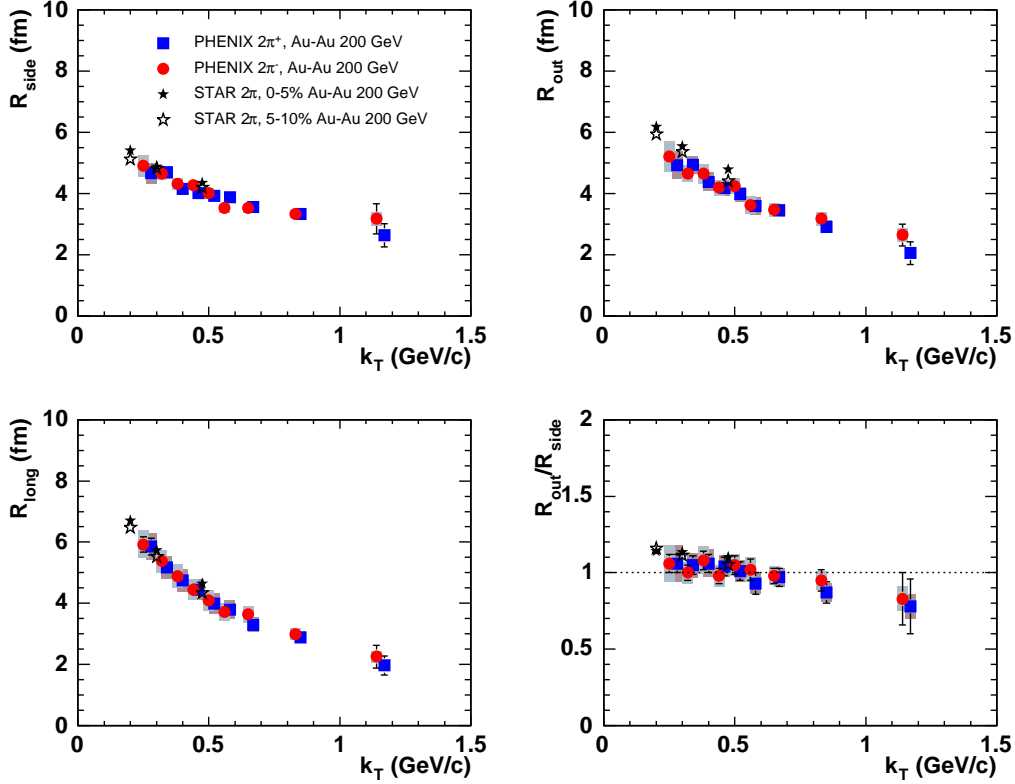 R_side (fm)
10
8
6
4
2
0
PHENIX 2π⁺, Au-Au 200 GeV
PHENIX 2π⁻, Au-Au 200 GeV
STAR 2π, 0-5% Au-Au 200 GeV
STAR 2π, 5-10% Au-Au 200 GeV
0 0.5 1 1.5
k_T (GeV/c)
R_out (fm)
10
8
6
4
2
0
0 0.5 1 1.5
k_T (GeV/c)
R_long (fm)
10
8
6
4
2
0
0 0.5 1 1.5
k_T (GeV/c)
R_out/R_side
2
1.5
1
0.5
0
0 0.5 1 1.5
k_T (GeV/c)